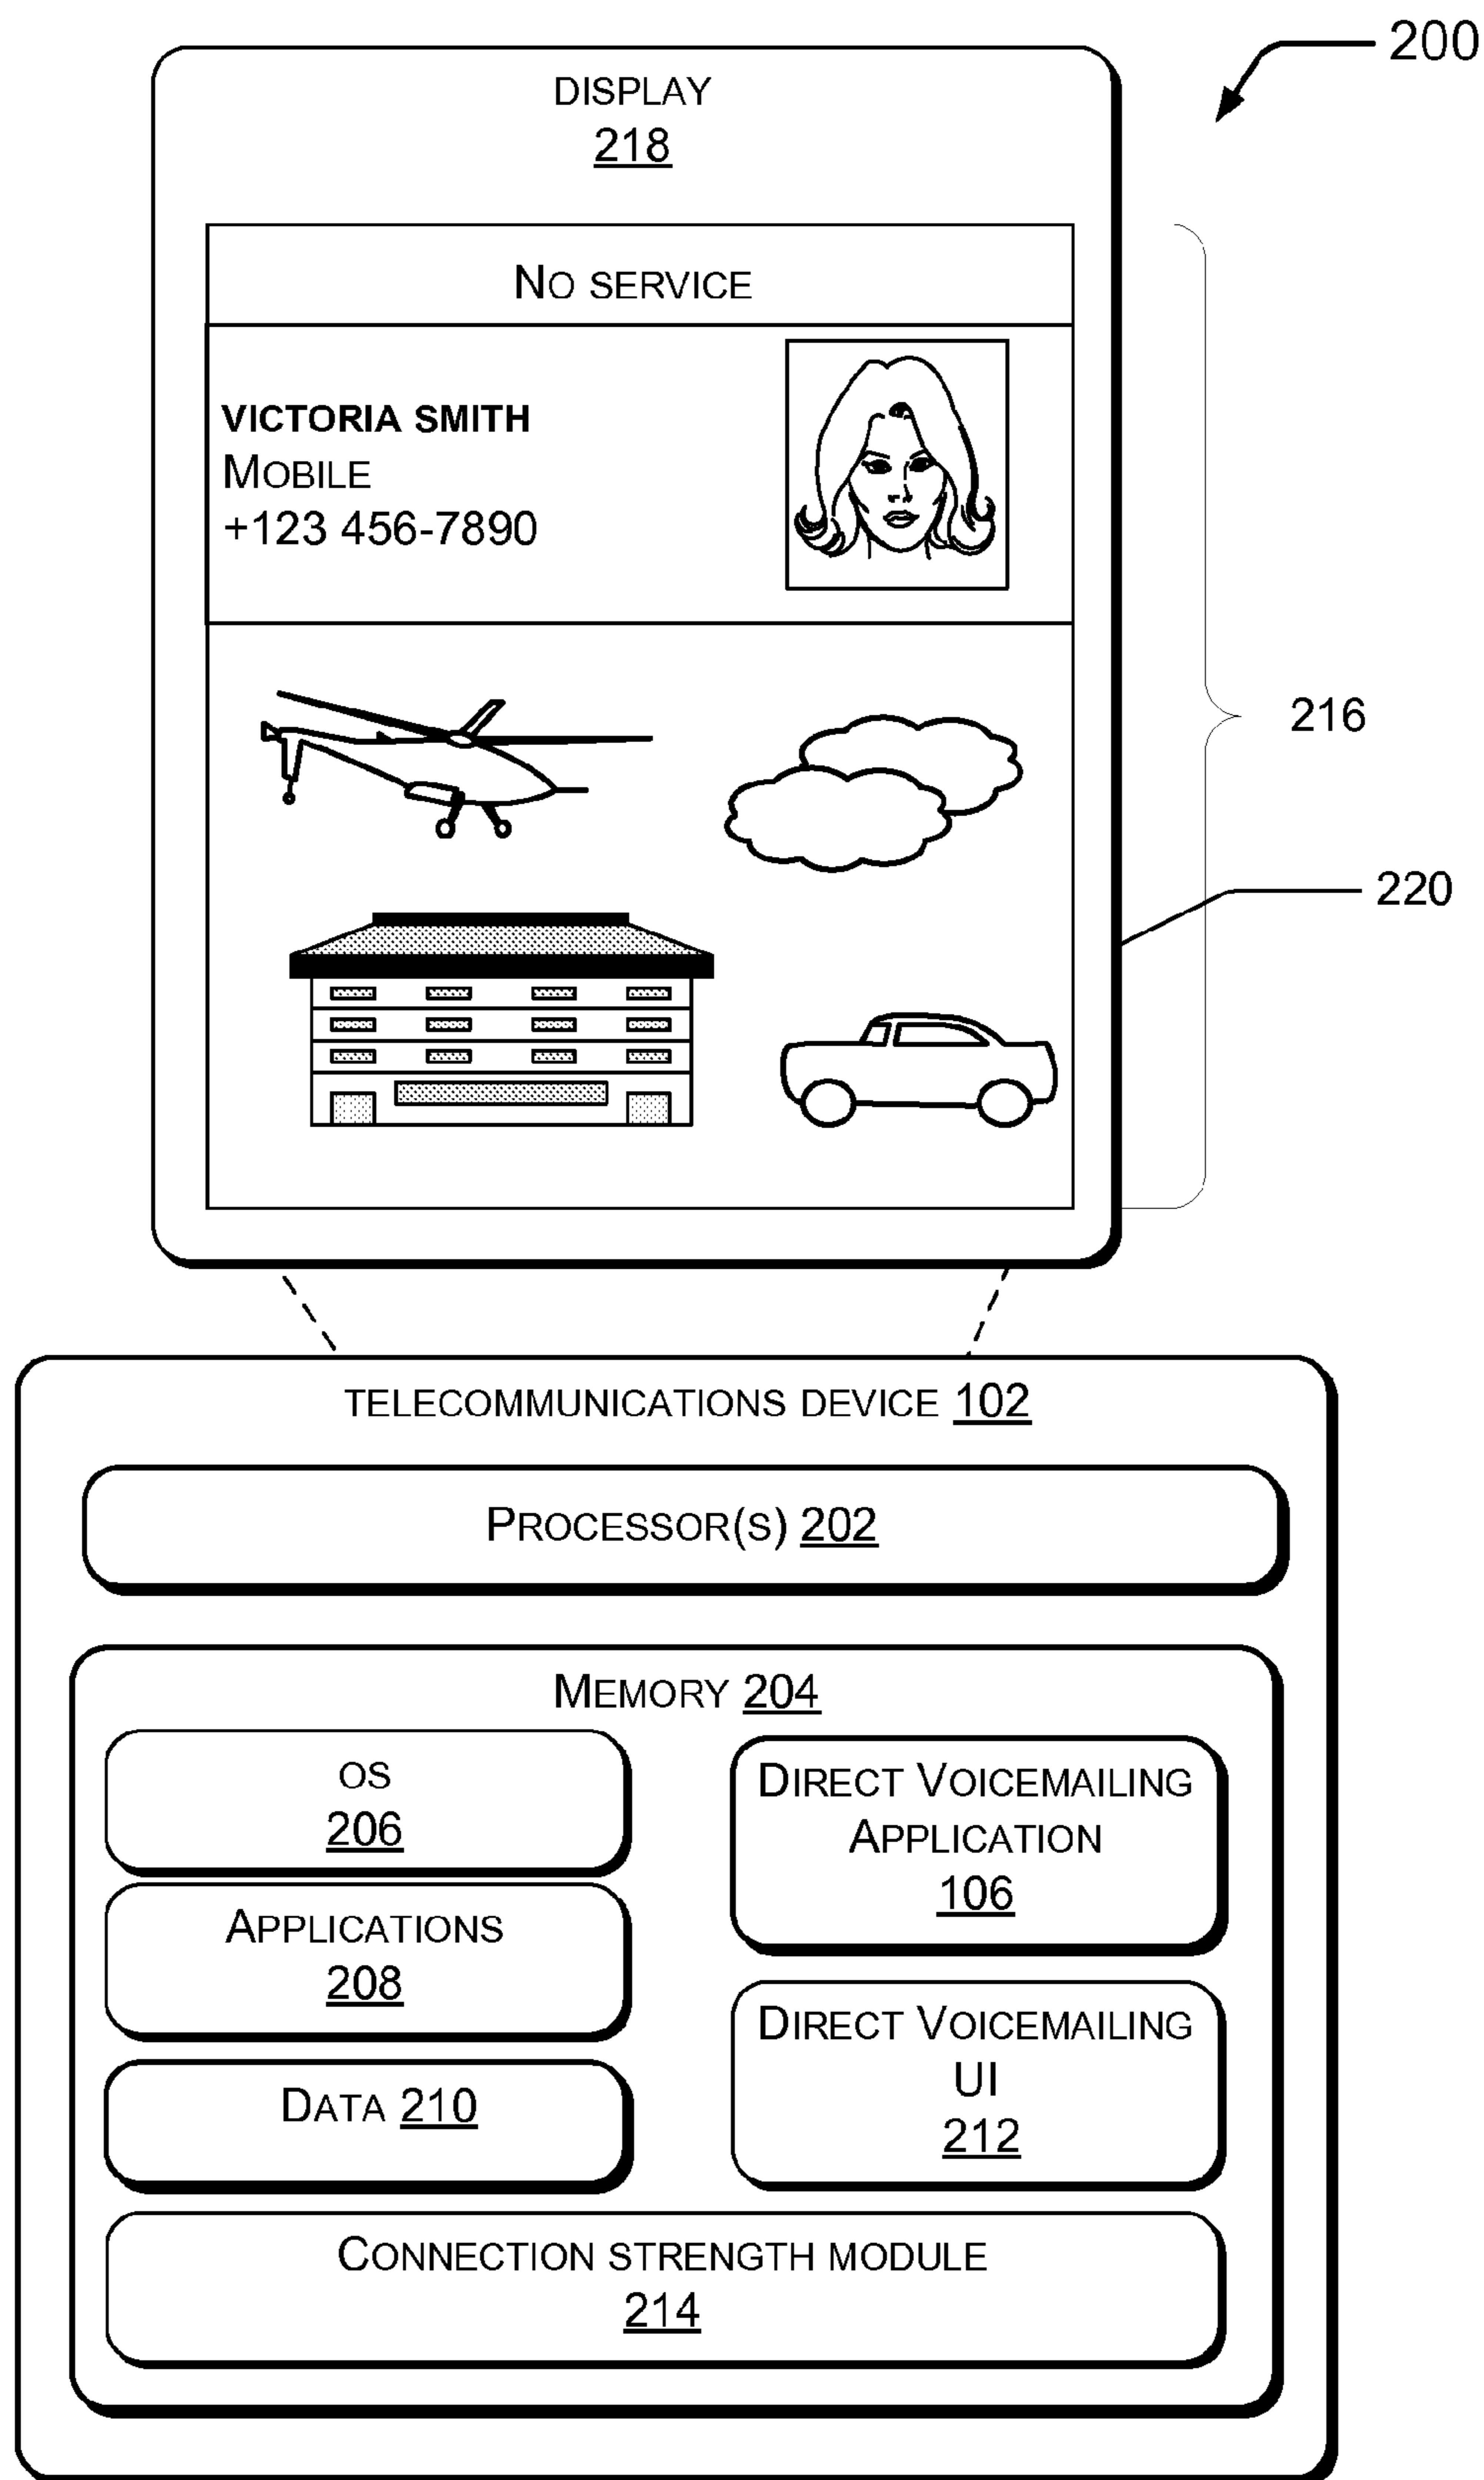 200
DISPLAY
218
NO SERVICE
VICTORIA SMITH
MOBILE
+123 456-7890
216
220
TELECOMMUNICATIONS DEVICE 102
PROCESSOR(S) 202
MEMORY 204
OS
206
APPLICATIONS
208
DATA 210
DIRECT VOICEMAILING
APPLICATION
106
DIRECT VOICEMAILING
UI
212
CONNECTION STRENGTH MODULE
214